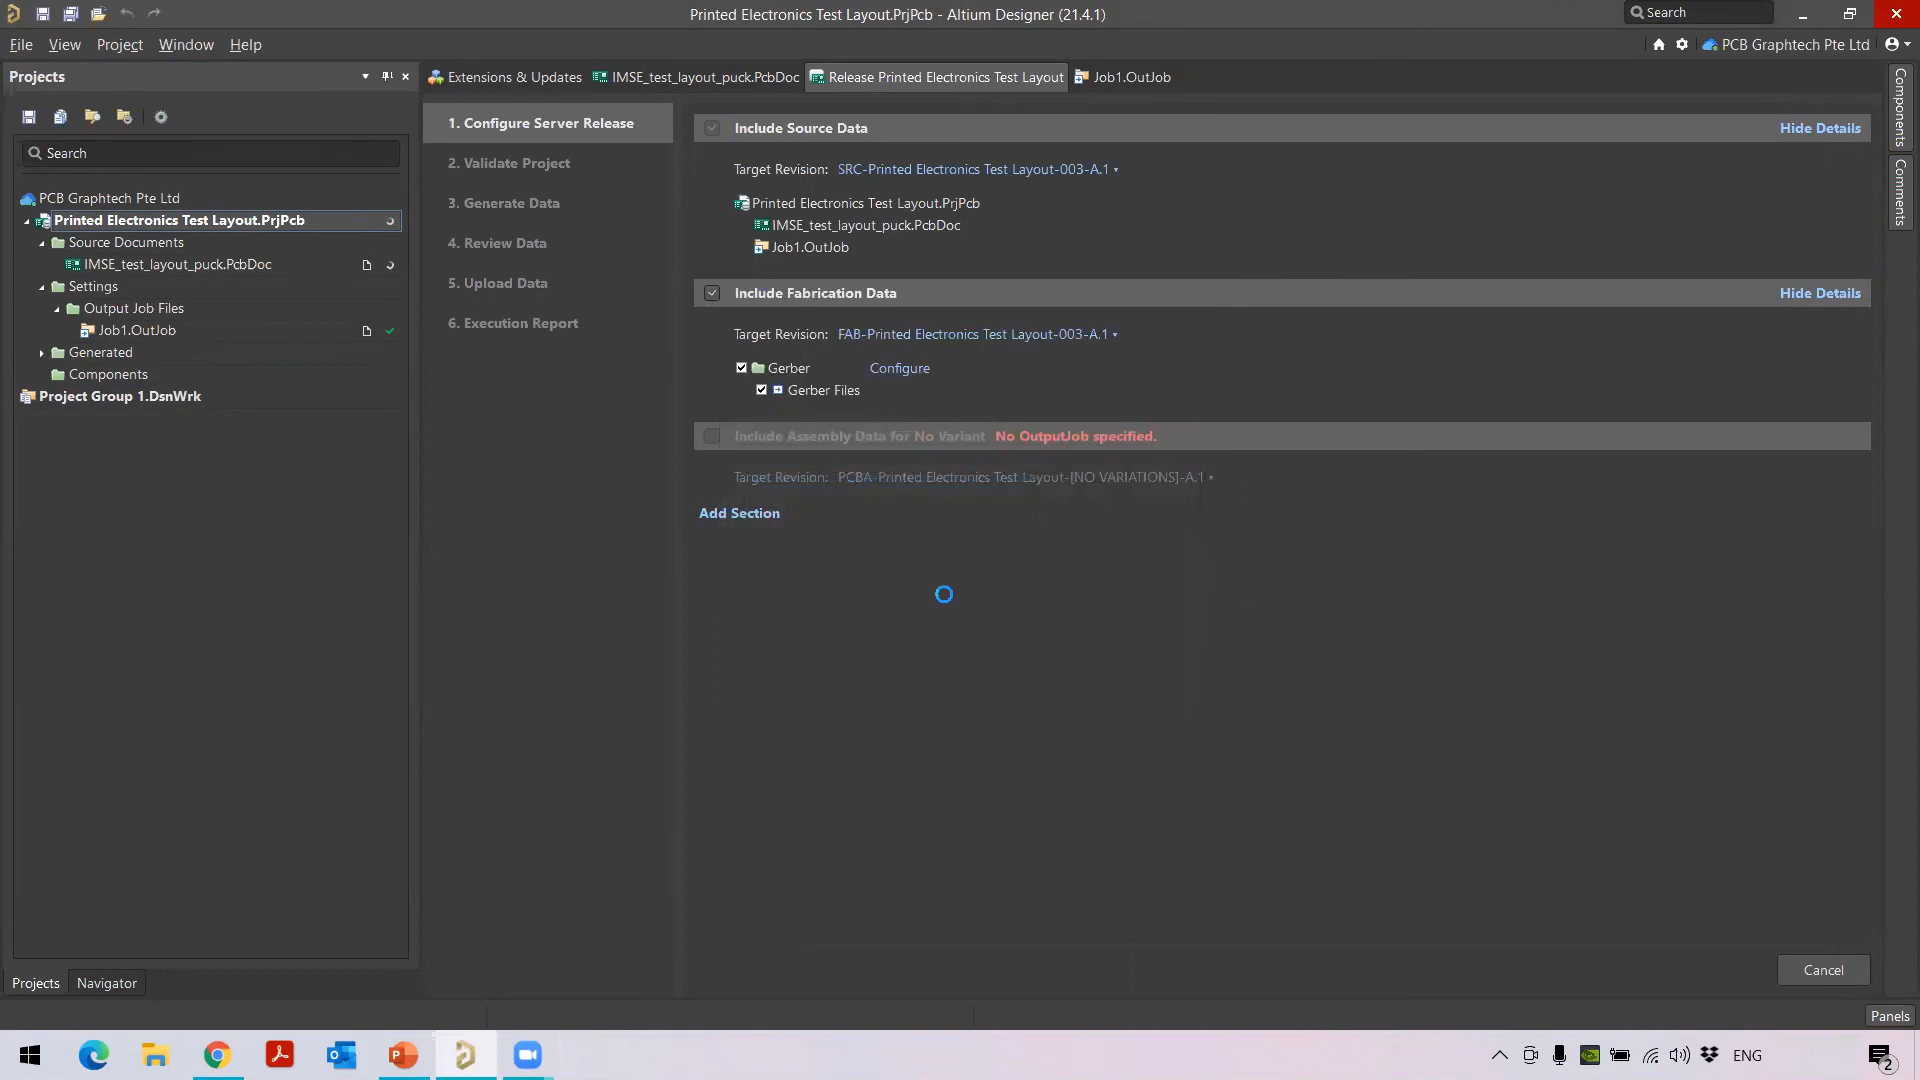 Printed Electronics Test Layout.PrjPcb - Altium Designer (21.4.1)
Search
File View Project Window Help
PCB Graphtech Pte Ltd
Projects
Extensions & Updates
IMSE_test_layout_puck.PcbDoc
Release Printed Electronics Test Layout
Job1.OutJob
Components
Comments
Search
PCB Graphtech Pte Ltd
Printed Electronics Test Layout.PrjPcb
Source Documents
IMSE_test_layout_puck.PcbDoc
Settings
Output Job Files
Job1.OutJob
Generated
Components
Project Group 1.DsnWrk
1. Configure Server Release
2. Validate Project
3. Generate Data
4. Review Data
5. Upload Data
6. Execution Report
Include Source Data
Hide Details
Target Revision: SRC-Printed Electronics Test Layout-003-A.1
Printed Electronics Test Layout.PrjPcb
IMSE_test_layout_puck.PcbDoc
Job1.OutJob
Include Fabrication Data
Hide Details
Target Revision: FAB-Printed Electronics Test Layout-003-A.1
Gerber Configure
Gerber Files
Include Assembly Data for No Variant No OutputJob specified.
Target Revision: PCBA-Printed Electronics Test Layout-[NO VARIATIONS]-A.1
Add Section
Cancel
Projects Navigator
Panels
ENG
2